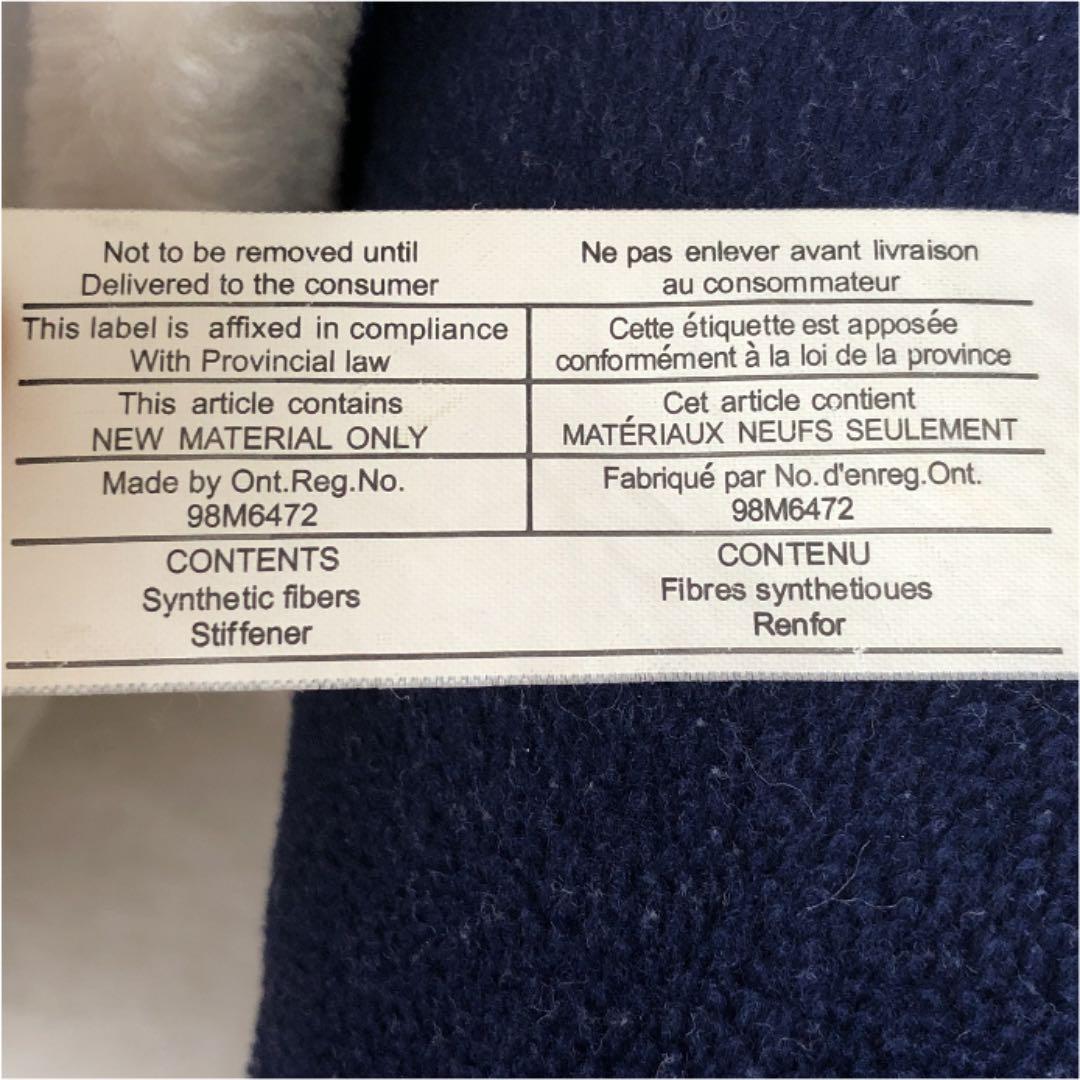 Not to be removed until
Delivered to the consumer
Ne pas enlever avant livraison
au consommateur
This label is affixed in compliance
With Provincial law
Cette étiquette est apposée
conformément à la loi de la province
This article contains
NEW MATERIAL ONLY
Cet article contient
MATÉRIAUX NEUFS SEULEMENT
Made by Ont.Reg.No.
98M6472
Fabriqué par No.d'enreg.Ont.
98M6472
CONTENTS
Synthetic fibers
Stiffener
CONTENU
Fibres synthetioues
Renfor